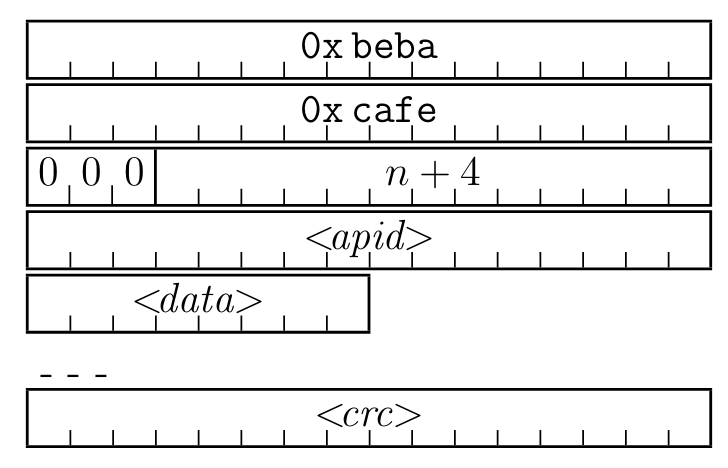 0x beba
0x cafe
0 0 0 n + 4
<apid>
<data>
- - -
<crc>